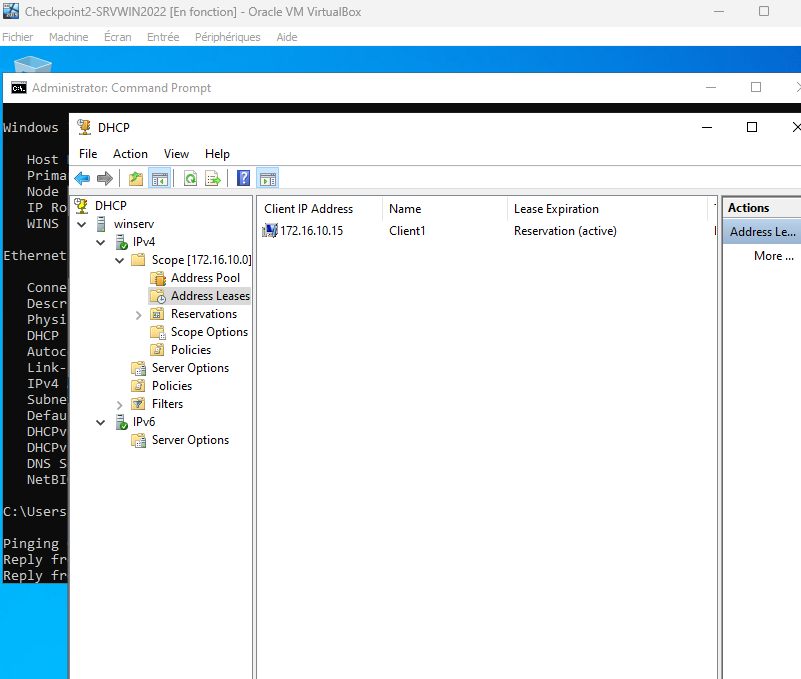 Checkpoint2-SRVWIN2022 [En fonction] - Oracle VM VirtualBox
Fichier Machine Écran Entrée Périphériques Aide
Administrator: Command Prompt
DHCP
File Action View Help
DHCP
winserv
IPv4
Scope [172.16.10.0]
Address Pool
Address Leases
Reservations
Scope Options
Policies
Server Options
Policies
Filters
IPv6
Server Options
Client IP Address Name Lease Expiration
172.16.10.15 Client1 Reservation (active)
Actions
Address Le...
More ...
Windows
Host
Prima
Node
IP Ro
WINS
Ethernet
Conne
Descr
Physi
DHCP
Autoc
Link-
IPv4
Subne
Defau
DHCPv
DHCPv
DNS S
NetBI
C:\Users
Pinging
Reply fr
Reply fr